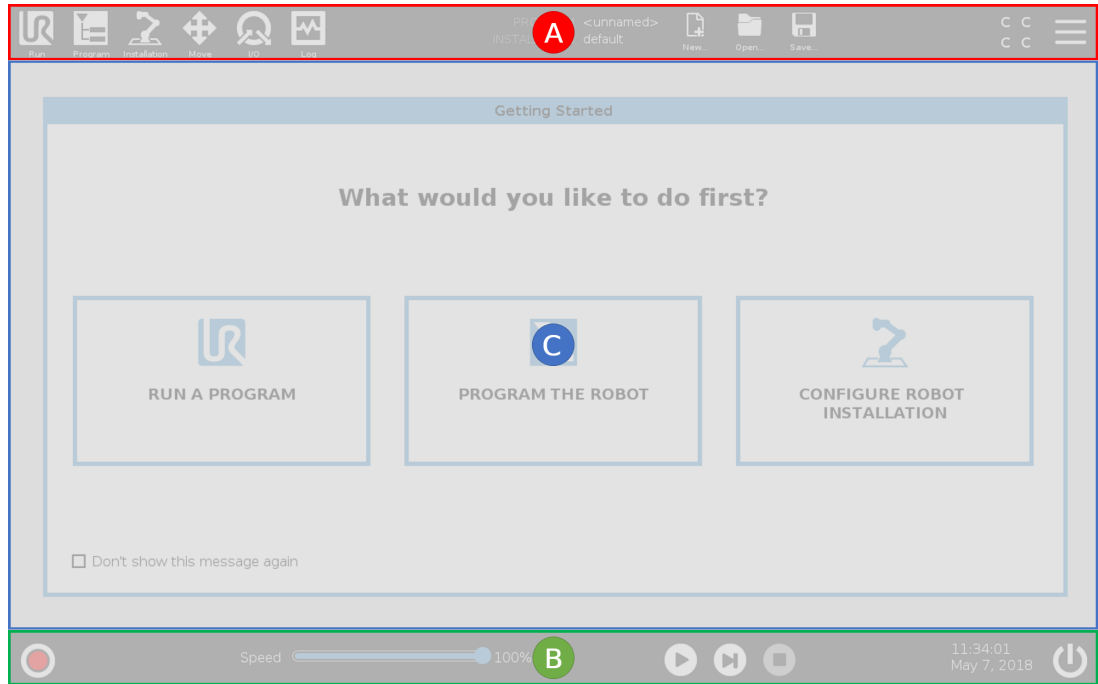 PR
<unnamed>
INSTAL
default
A
C C
C C
Run
Program
Installation
Move
I/O
Log
New...
Open...
Save...
Getting Started
What would you like to do first?
RUN A PROGRAM
C
PROGRAM THE ROBOT
CONFIGURE ROBOT
INSTALLATION
Don't show this message again
Speed
100%
B
11:34:01
May 7, 2018